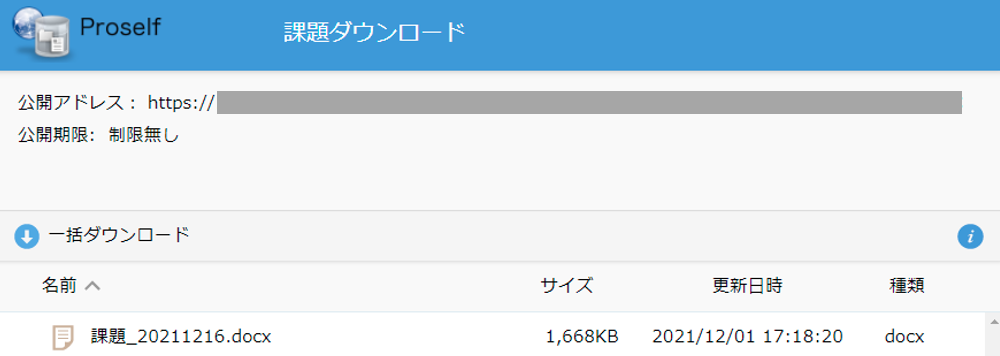 Proself 課題ダウンロード
公開アドレス： https://
公開期限: 制限無し
一括ダウンロード i
名前 サイズ 更新日時 種類
課題_20211216.docx 1,668KB 2021/12/01 17:18:20 docx